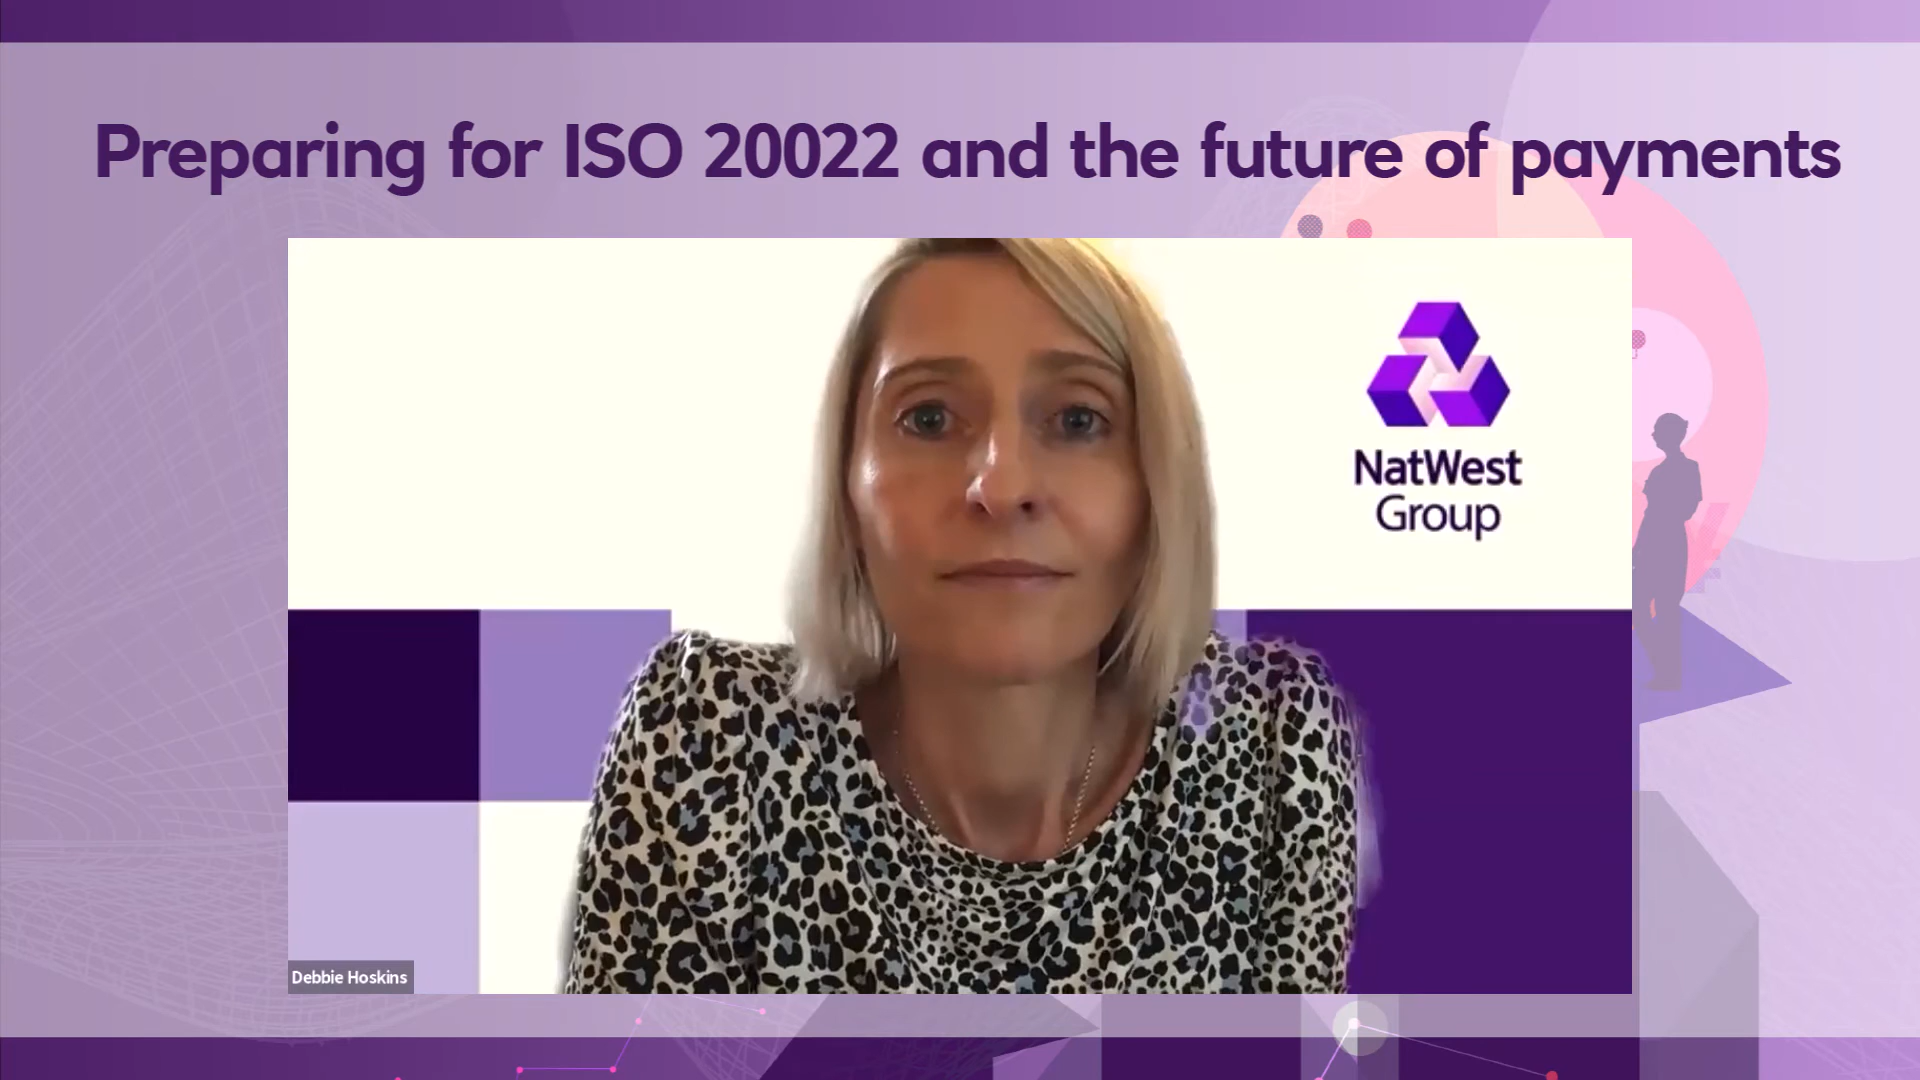 Preparing for ISO 20022 and the future of payments
NatWest
Group
Debbie Hoskins